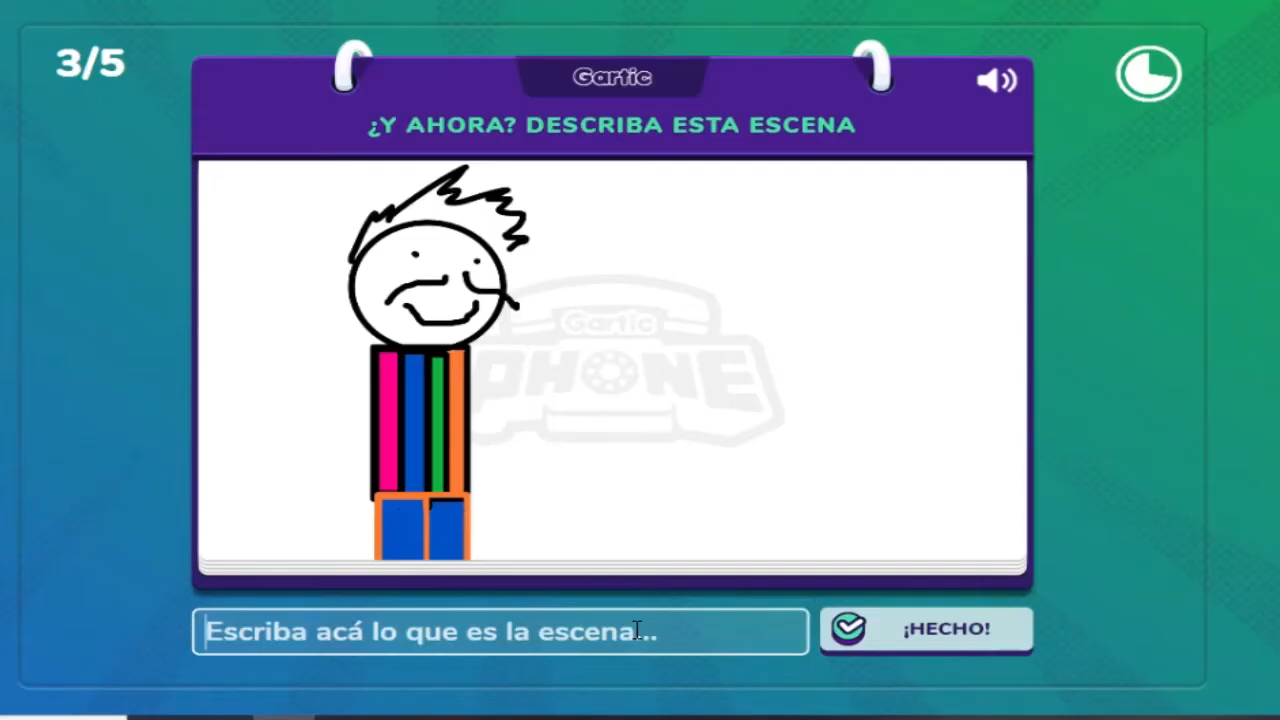 3/5
Gartic
¿Y AHORA? DESCRIBA ESTA ESCENA
Gartic
PHONE
Escriba acá lo que es la escena...
¡HECHO!